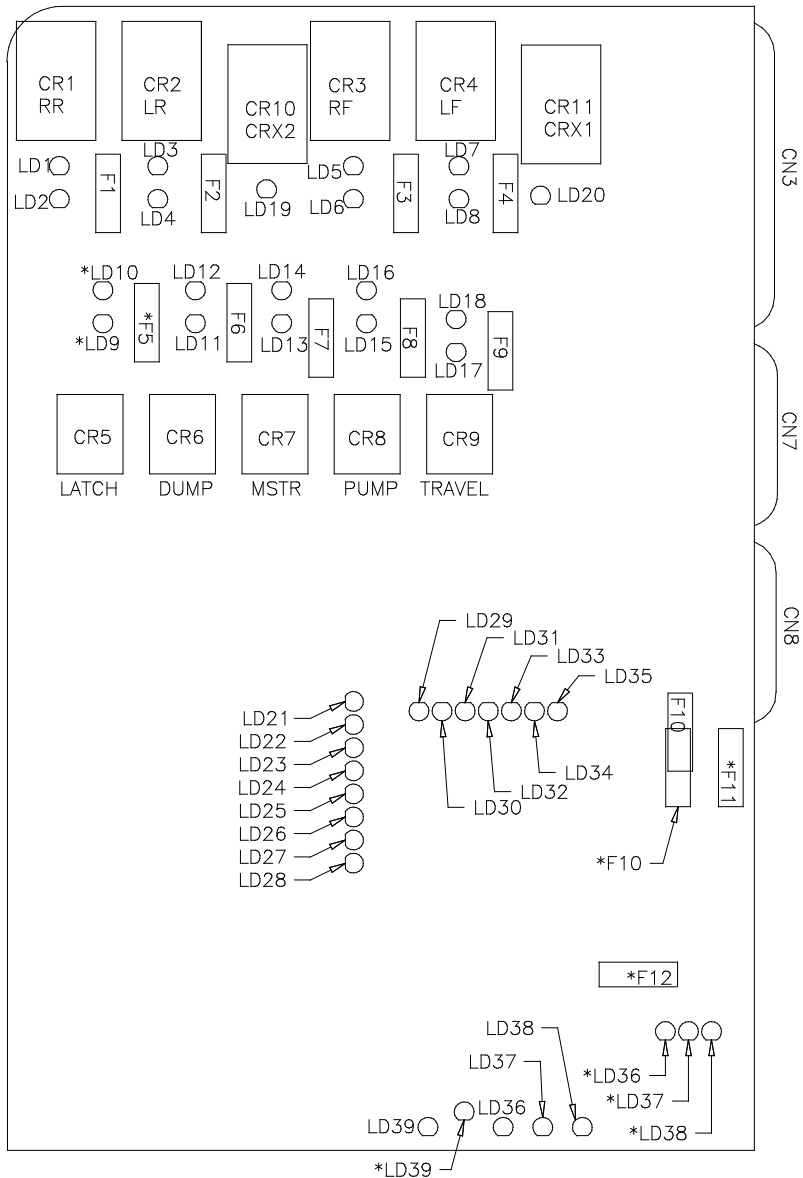 CR1
RR
CR2
LR
CR10
CRX2
CR3
RF
CR4
LF
CR11
CRX1
CN3
LD1
LD2
F1
LD3
LD4
F2
LD19
LD5
LD6
F3
LD7
LD8
F4
LD20
*LD10
*LD9
*F5
LD12
LD11
F6
LD14
LD13
F7
LD16
LD15
F8
LD18
LD17
F9
CN7
CR5
CR6
CR7
CR8
CR9
LATCH
DUMP
MSTR
PUMP
TRAVEL
CN8
LD29
LD31
LD33
LD35
LD21
LD22
LD23
LD24
LD25
LD26
LD27
LD28
LD34
LD32
LD30
F10
*F11
*F10
*F12
LD38
LD37
*LD36
*LD37
*LD38
LD39
LD36
*LD39